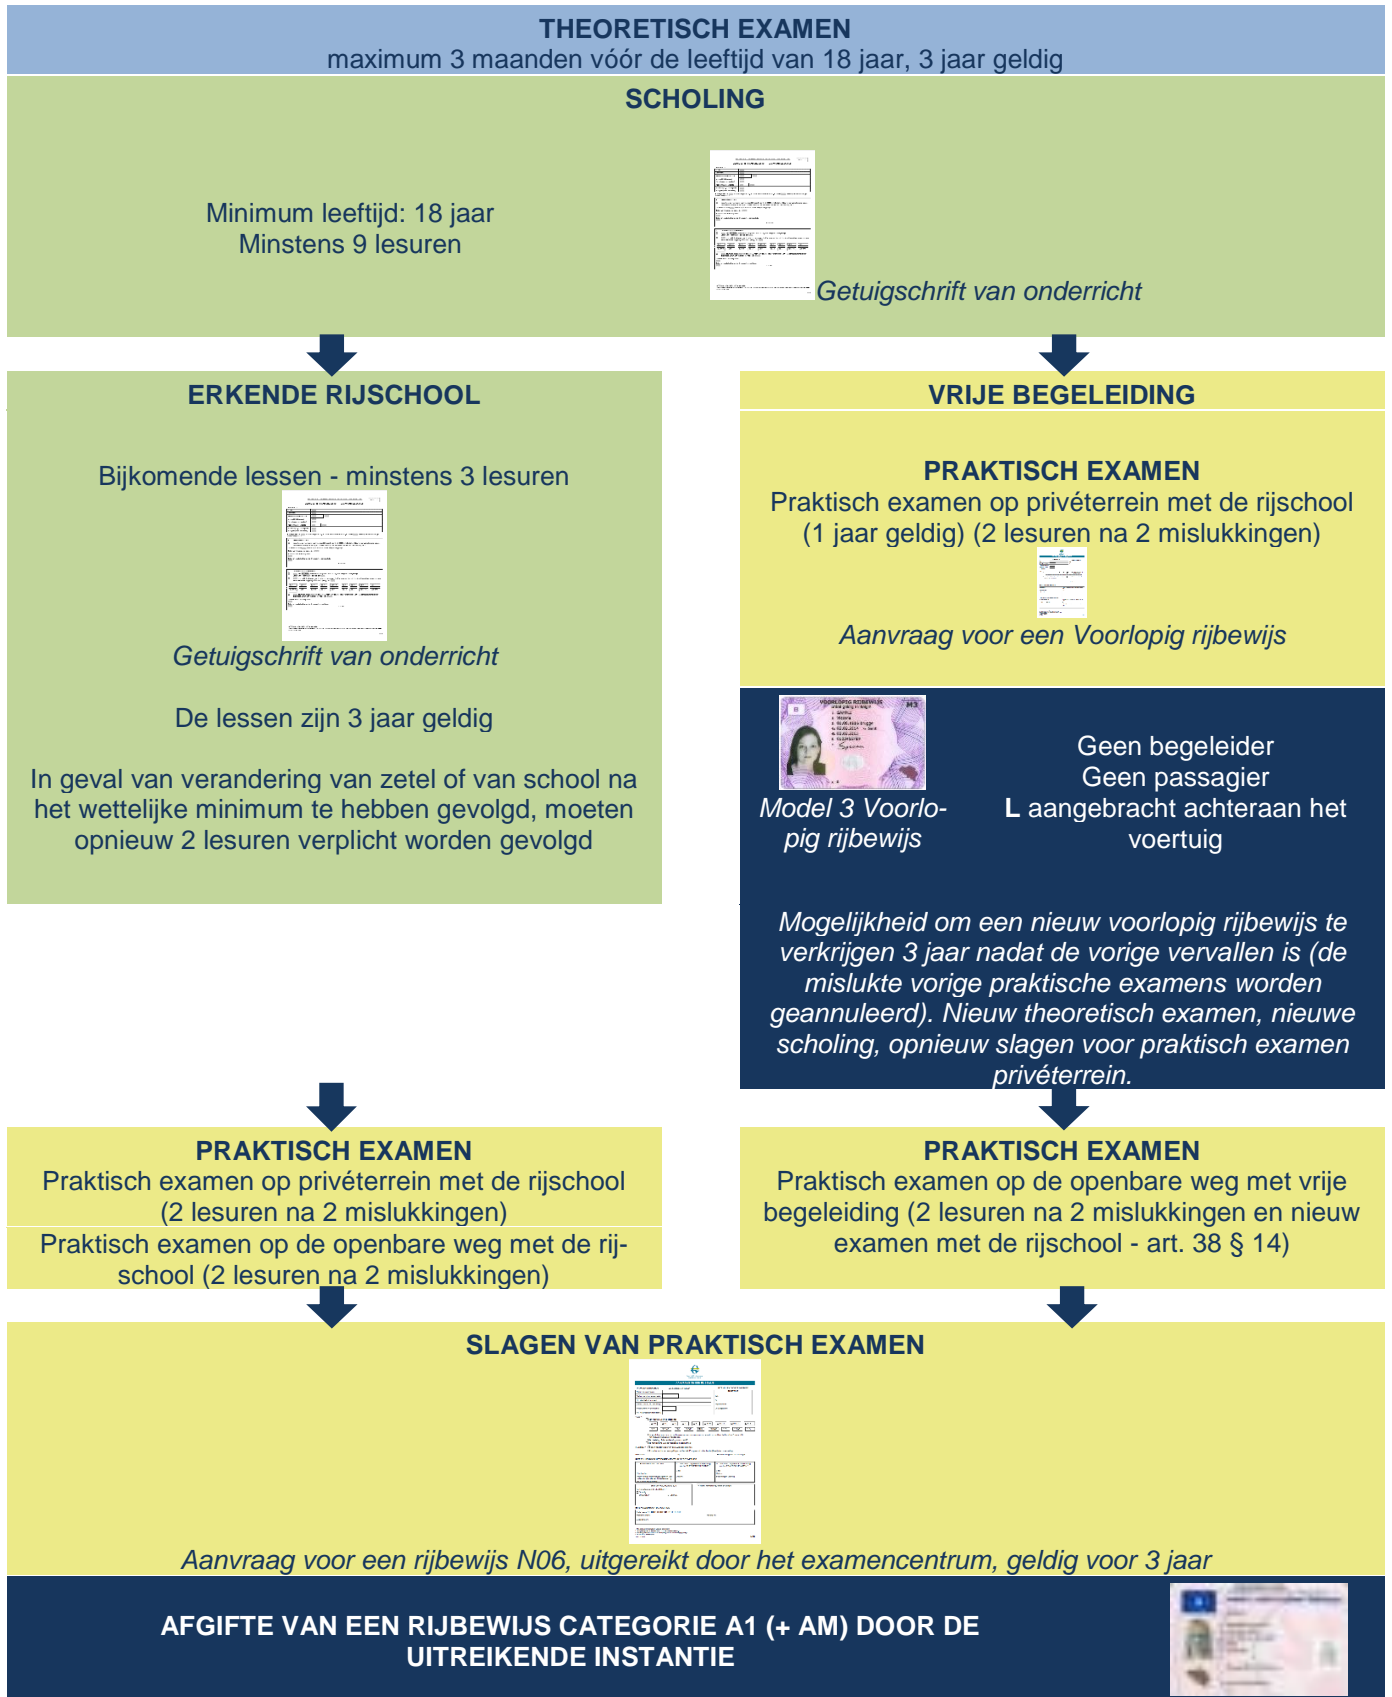 THEORETISCH EXAMEN
maximum 3 maanden vóór de leeftijd van 18 jaar, 3 jaar geldig
SCHOLING
Minimum leeftijd: 18 jaar
Minstens 9 lesuren
Getuigschrift van onderricht
ERKENDE RIJSCHOOL
Bijkomende lessen - minstens 3 lesuren
Getuigschrift van onderricht
De lessen zijn 3 jaar geldig
In geval van verandering van zetel of van school na
het wettelijke minimum te hebben gevolgd, moeten
opnieuw 2 lesuren verplicht worden gevolgd
VRIJE BEGELEIDING
PRAKTISCH EXAMEN
Praktisch examen op privéterrein met de rijschool
(1 jaar geldig) (2 lesuren na 2 mislukkingen)
Aanvraag voor een Voorlopig rijbewijs
VOORLOPIG RIJBEWIJS
M3
Model 3 Voorlo-
pig rijbewijs
Geen begeleider
Geen passagier
L aangebracht achteraan het
voertuig
Mogelijkheid om een nieuw voorlopig rijbewijs te
verkrijgen 3 jaar nadat de vorige vervallen is (de
mislukte vorige praktische examens worden
geannuleerd). Nieuw theoretisch examen, nieuwe
scholing, opnieuw slagen voor praktisch examen
privéterrein.
PRAKTISCH EXAMEN
Praktisch examen op privéterrein met de rijschool
(2 lesuren na 2 mislukkingen)
Praktisch examen op de openbare weg met de rij-
school (2 lesuren na 2 mislukkingen)
PRAKTISCH EXAMEN
Praktisch examen op de openbare weg met vrije
begeleiding (2 lesuren na 2 mislukkingen en nieuw
examen met de rijschool - art. 38 § 14)
SLAGEN VAN PRAKTISCH EXAMEN
Aanvraag voor een rijbewijs N06, uitgereikt door het examencentrum, geldig voor 3 jaar
AFGIFTE VAN EEN RIJBEWIJS CATEGORIE A1 (+ AM) DOOR DE
UITREIKENDE INSTANTIE